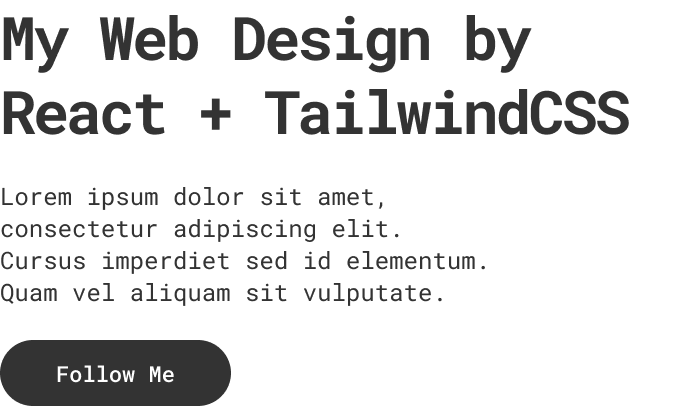 My Web Design by
React + TailwindCSS
Lorem ipsum dolor sit amet,
consectetur adipiscing elit.
Cursus imperdiet sed id elementum.
Quam vel aliquam sit vulputate.
Follow Me